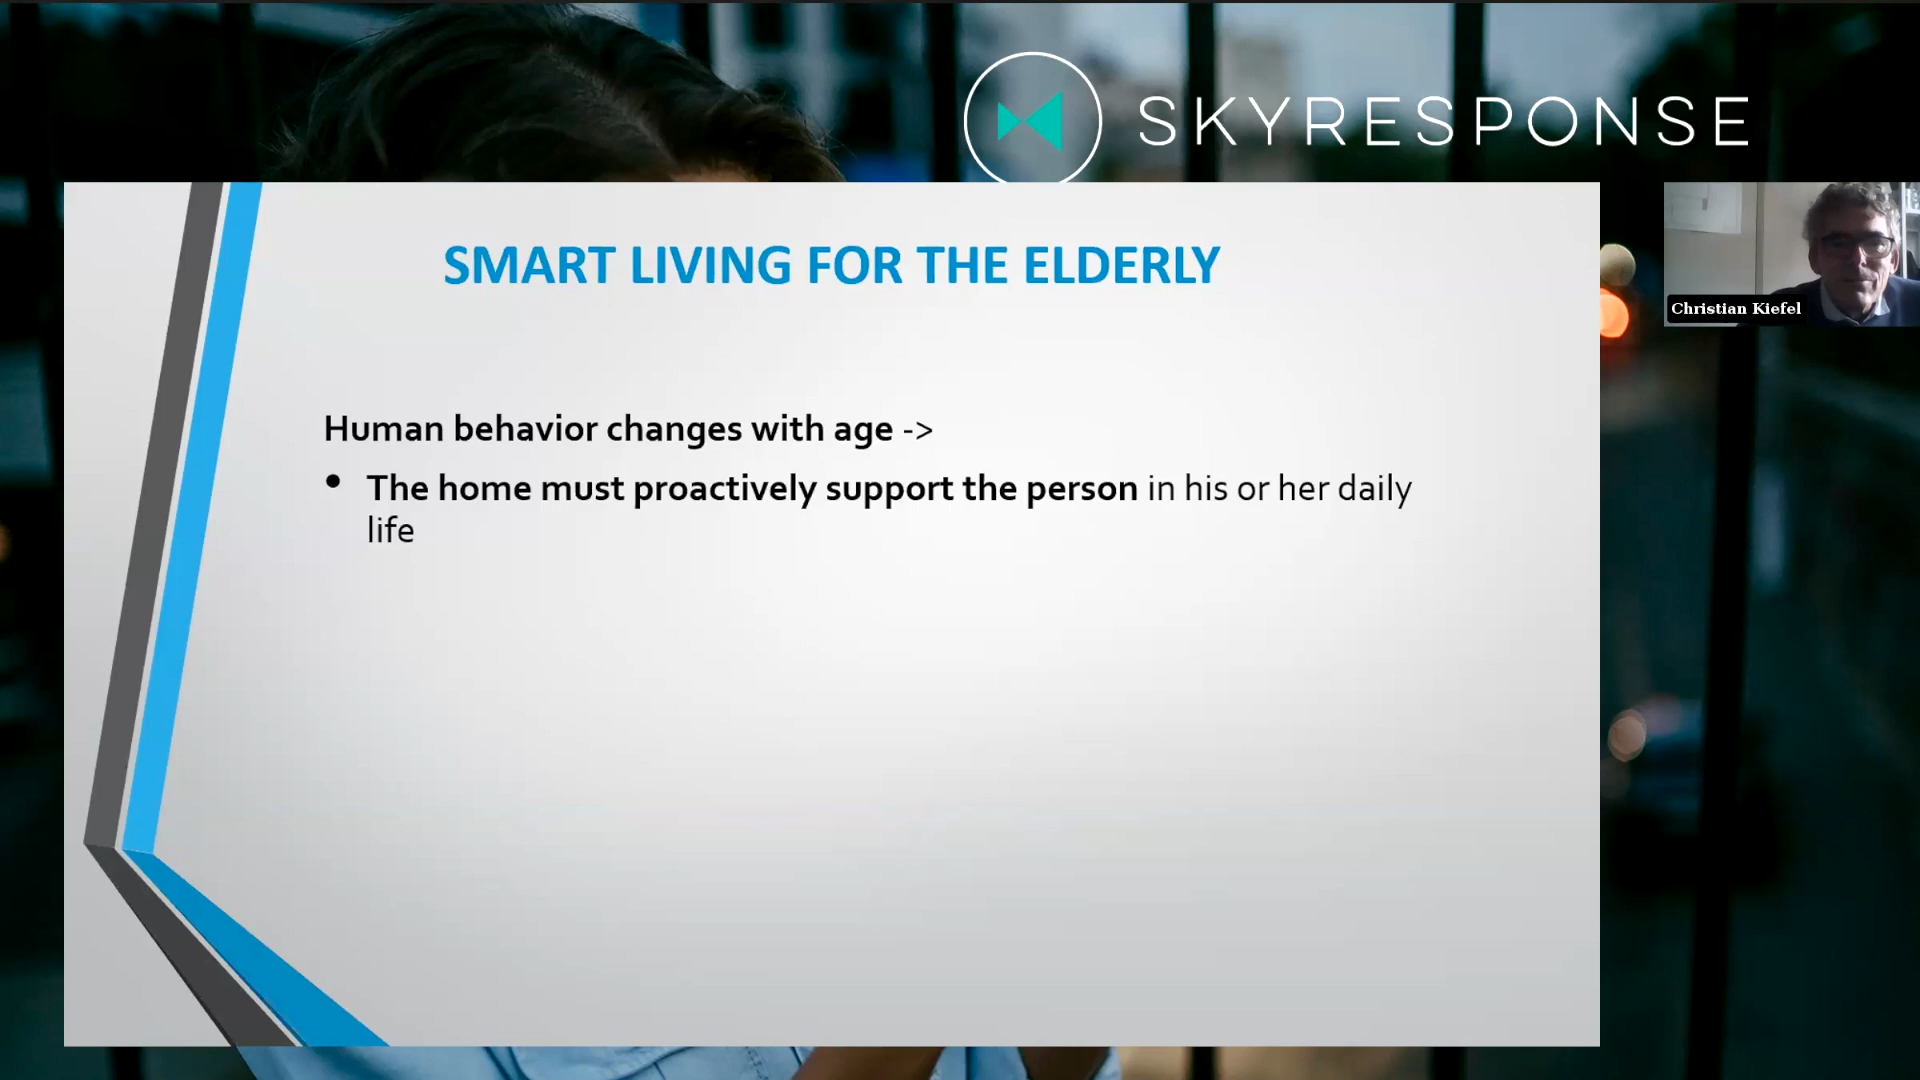 SKYRESPONSE
SMART LIVING FOR THE ELDERLY
Christian Kiefel
Human behavior changes with age ->
• The home must proactively support the person in his or her daily
life